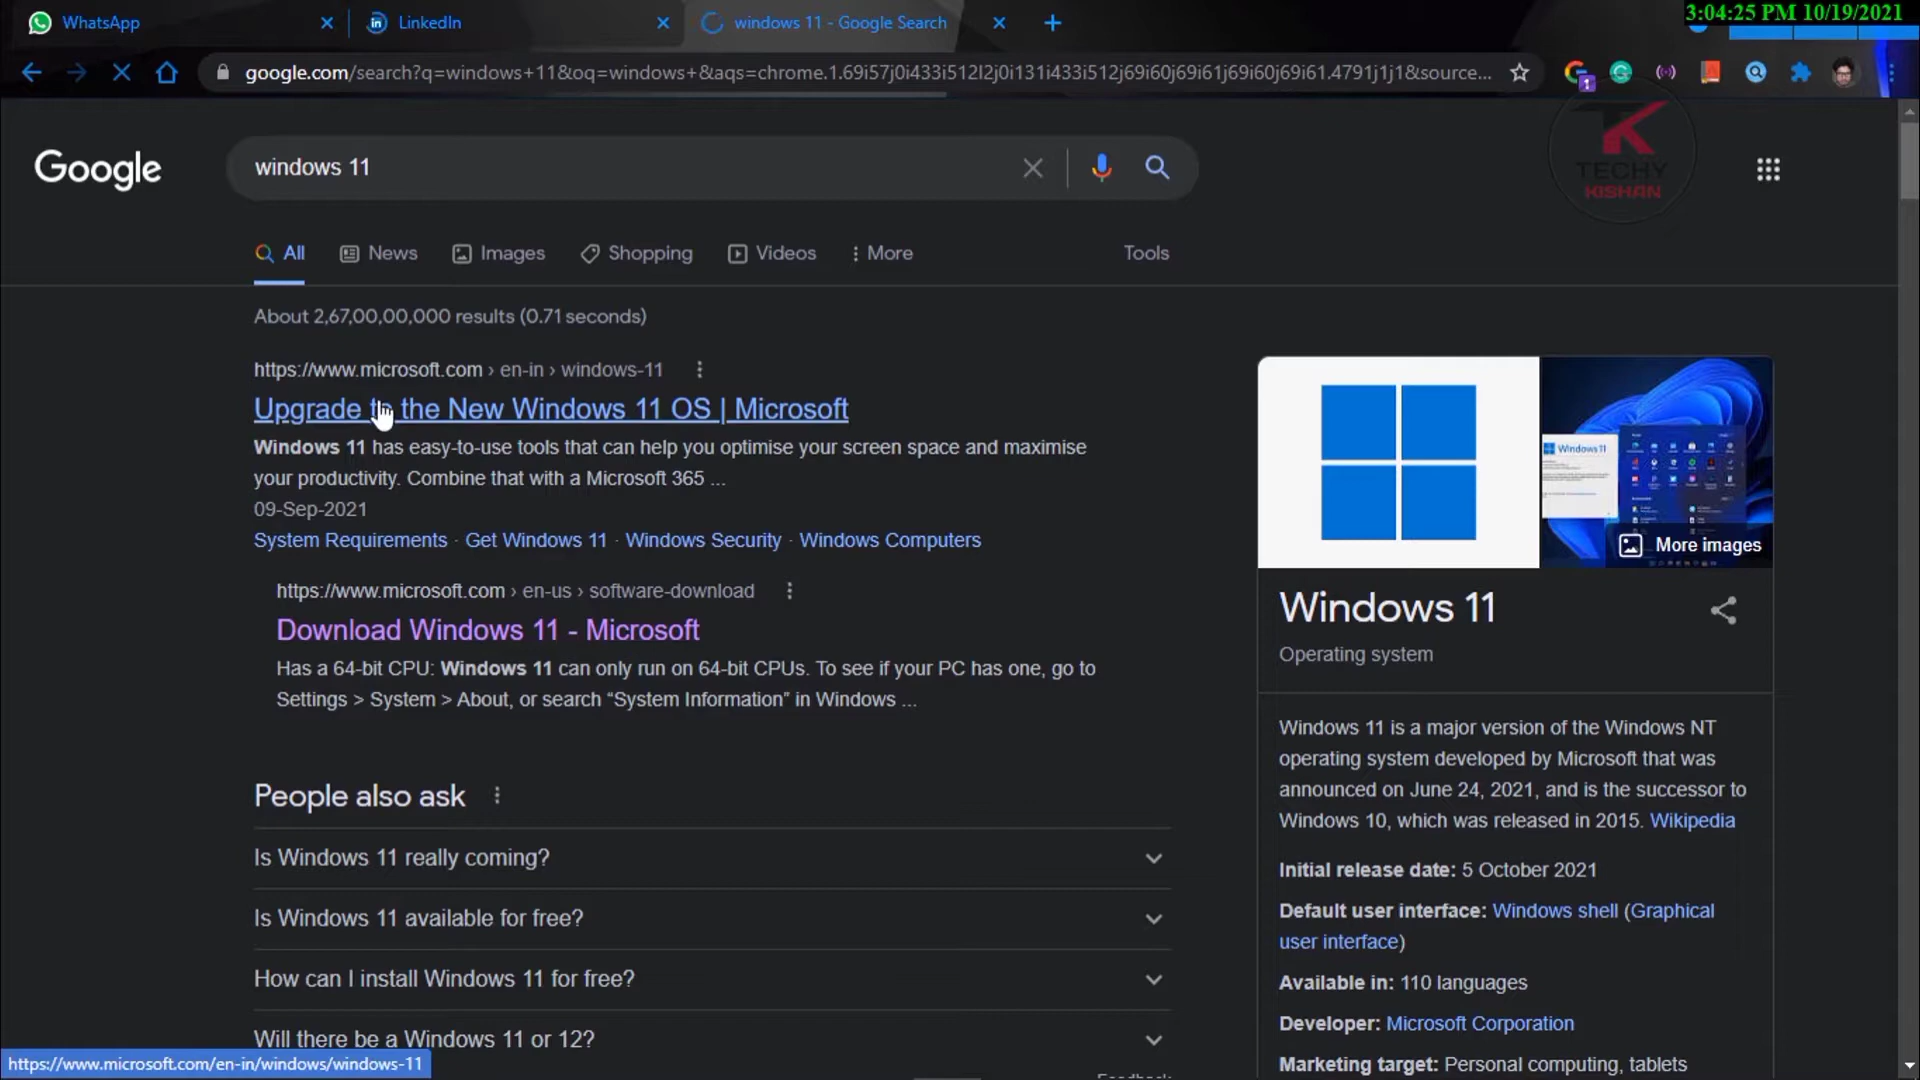 3:04:25 PM 10/19/2021
WhatsApp
LinkedIn
windows 11 - Google Search
google.com/search?q=windows+11&oq=windows+&aqs=chrome.1.69i57j0i433i512l2j0i131i433i512j69i60j69i61j69i60j69i61.4791j1j1&source...
1
TK
TECHY
KISHAN
Google
windows 11
All
News
Images
Shopping
Videos
More
Tools
About 2,67,00,00,000 results (0.71 seconds)
https://www.microsoft.com › en-in › windows-11
Upgrade to the New Windows 11 OS | Microsoft
Windows 11 has easy-to-use tools that can help you optimise your screen space and maximise
your productivity. Combine that with a Microsoft 365 ...
09-Sep-2021
System Requirements · Get Windows 11 · Windows Security · Windows Computers
https://www.microsoft.com › en-us › software-download
Download Windows 11 - Microsoft
Has a 64-bit CPU: Windows 11 can only run on 64-bit CPUs. To see if your PC has one, go to
Settings > System > About, or search “System Information” in Windows ...
People also ask
Is Windows 11 really coming?
Is Windows 11 available for free?
How can I install Windows 11 for free?
Will there be a Windows 11 or 12?
https://www.microsoft.com/en-in/windows/windows-11
Windows 11
More images
Windows 11
Operating system
Windows 11 is a major version of the Windows NT
operating system developed by Microsoft that was
announced on June 24, 2021, and is the successor to
Windows 10, which was released in 2015. Wikipedia
Initial release date: 5 October 2021
Default user interface: Windows shell (Graphical
user interface)
Available in: 110 languages
Developer: Microsoft Corporation
Marketing target: Personal computing, tablets